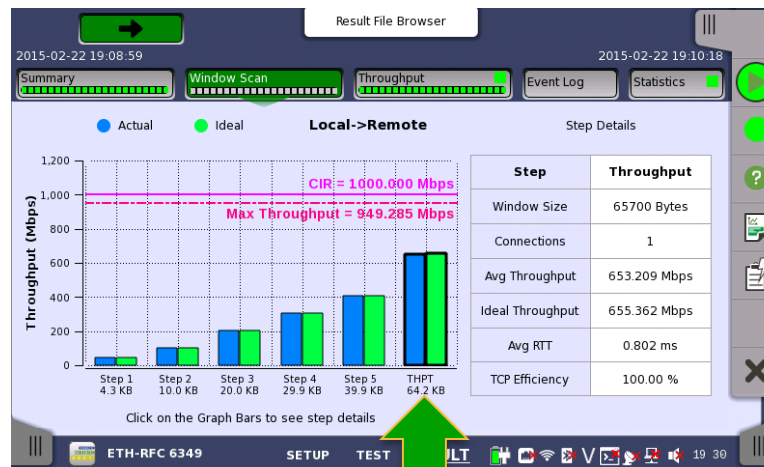 Result File Browser
2015-02-22 19:08:59
2015-02-22 19:10:18
Summary
Window Scan
Throughput
Event Log
Statistics
Actual
Ideal
Local->Remote
Step Details
Throughput (Mbps)
1,200
1,000
800
600
400
200
0
CIR = 1000.000 Mbps
Max Throughput = 949.285 Mbps
Step 1
4.3 KB
Step 2
10.0 KB
Step 3
20.0 KB
Step 4
29.9 KB
Step 5
39.9 KB
THPT
64.2 KB
Click on the Graph Bars to see step details
Step Throughput
Window Size 65700 Bytes
Connections 1
Avg Throughput 653.209 Mbps
Ideal Throughput 655.362 Mbps
Avg RTT 0.802 ms
TCP Efficiency 100.00 %
?
ETH-RFC 6349
SETUP
TEST
ULT
V
19 30